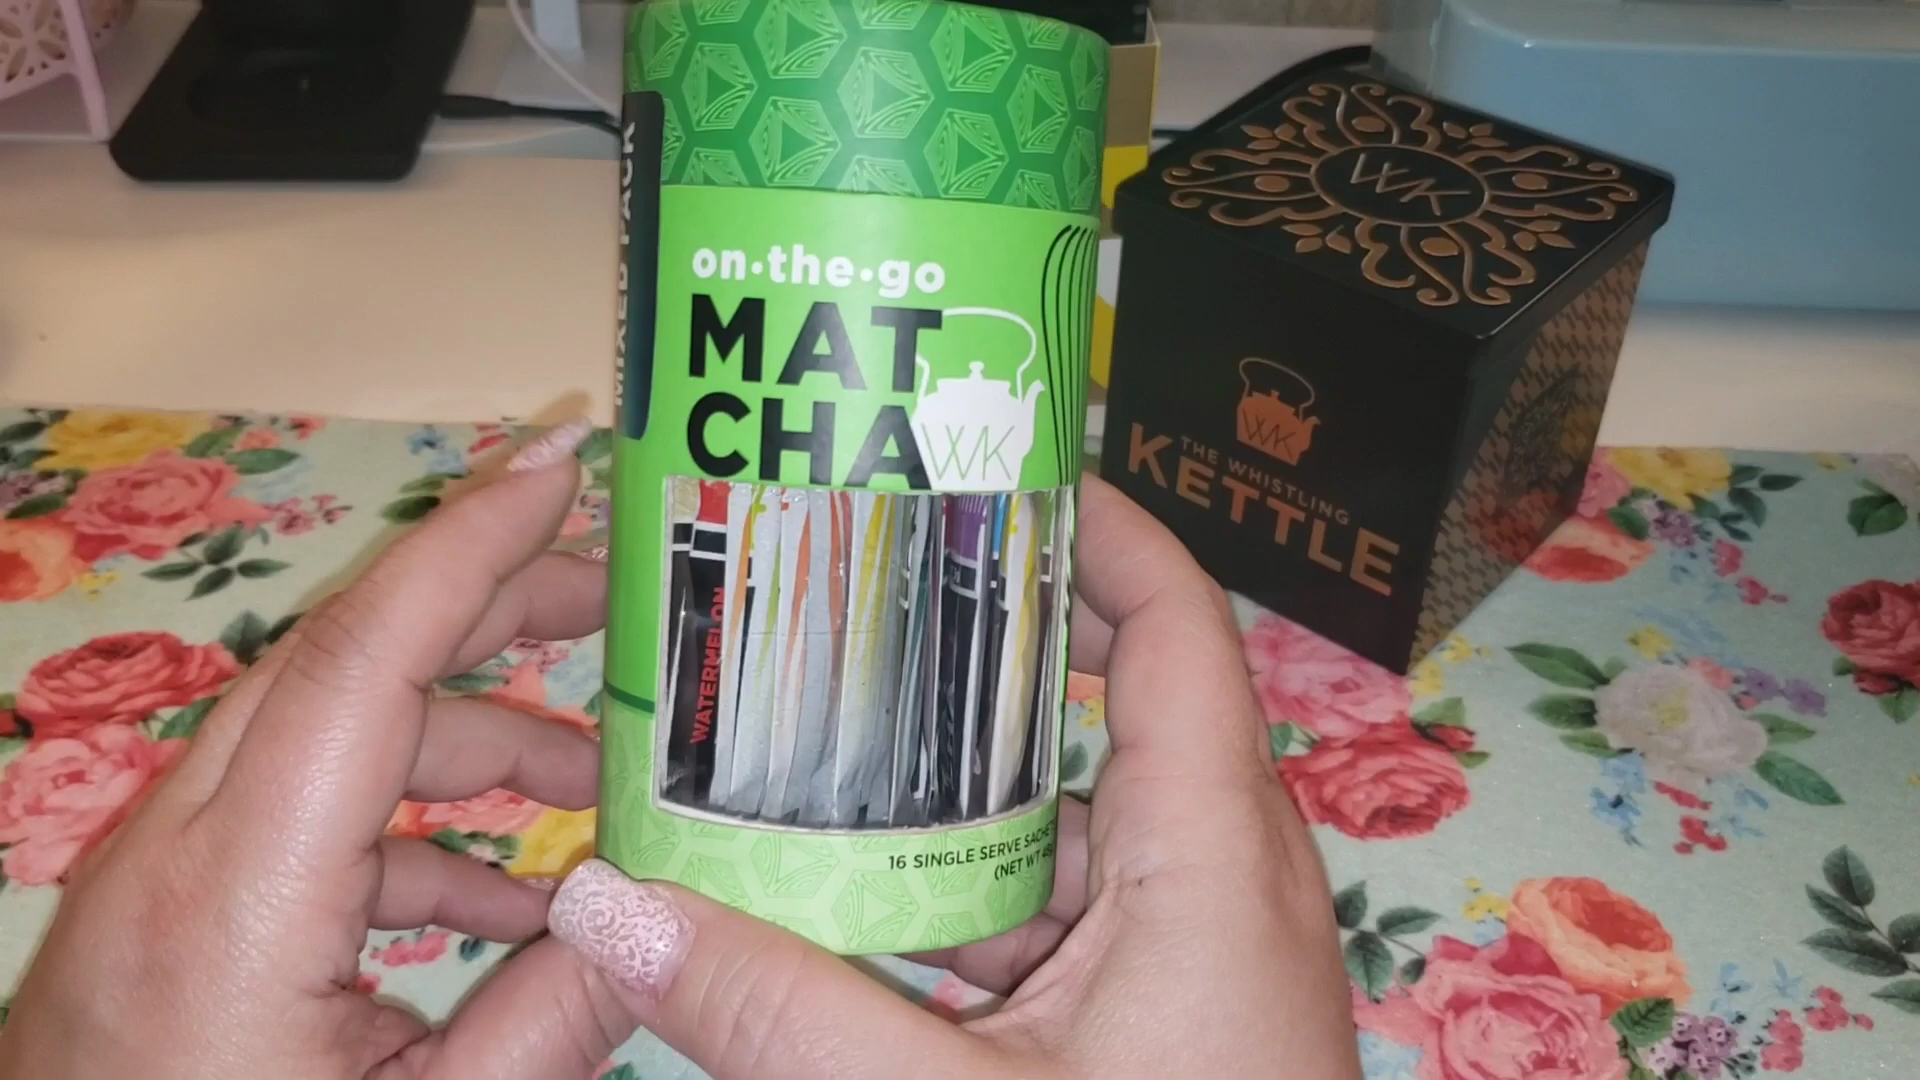 MIXED PACK
on·the·go
MAT
CHA
WK
WATERMELON
16 SINGLE SERVE
(NET WT
WK
WK
THE WHISTLING
KETTLE